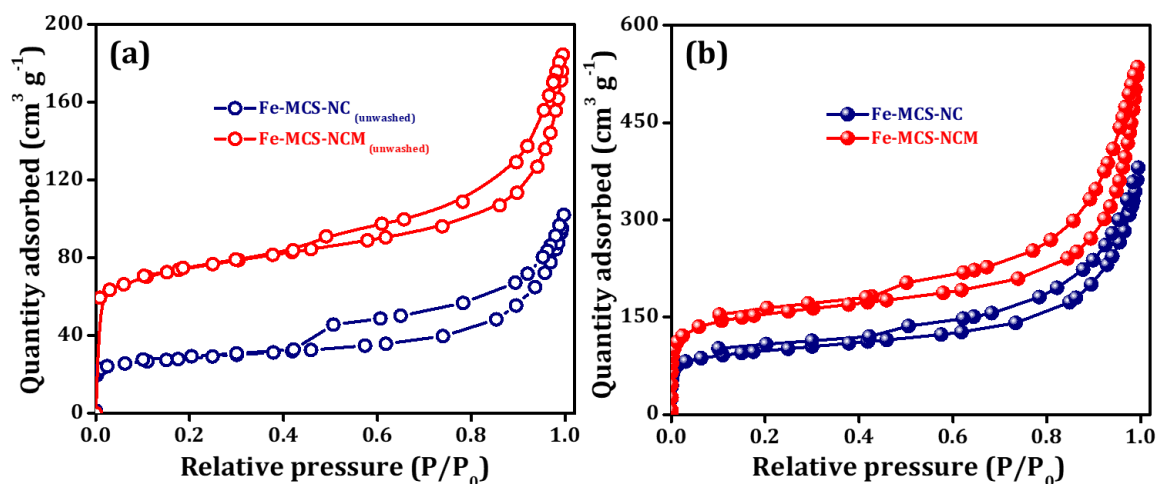 (a)
Quantity adsorbed (cm³ g⁻¹)
200
160
120
80
40
0
Fe-MCS-NC (unwashed)
Fe-MCS-NCM (unwashed)
0.0 0.2 0.4 0.6 0.8 1.0
Relative pressure (P/P₀)
(b)
Quantity adsorbed (cm³ g⁻¹)
600
450
300
150
0
Fe-MCS-NC
Fe-MCS-NCM
0.0 0.2 0.4 0.6 0.8 1.0
Relative pressure (P/P₀)